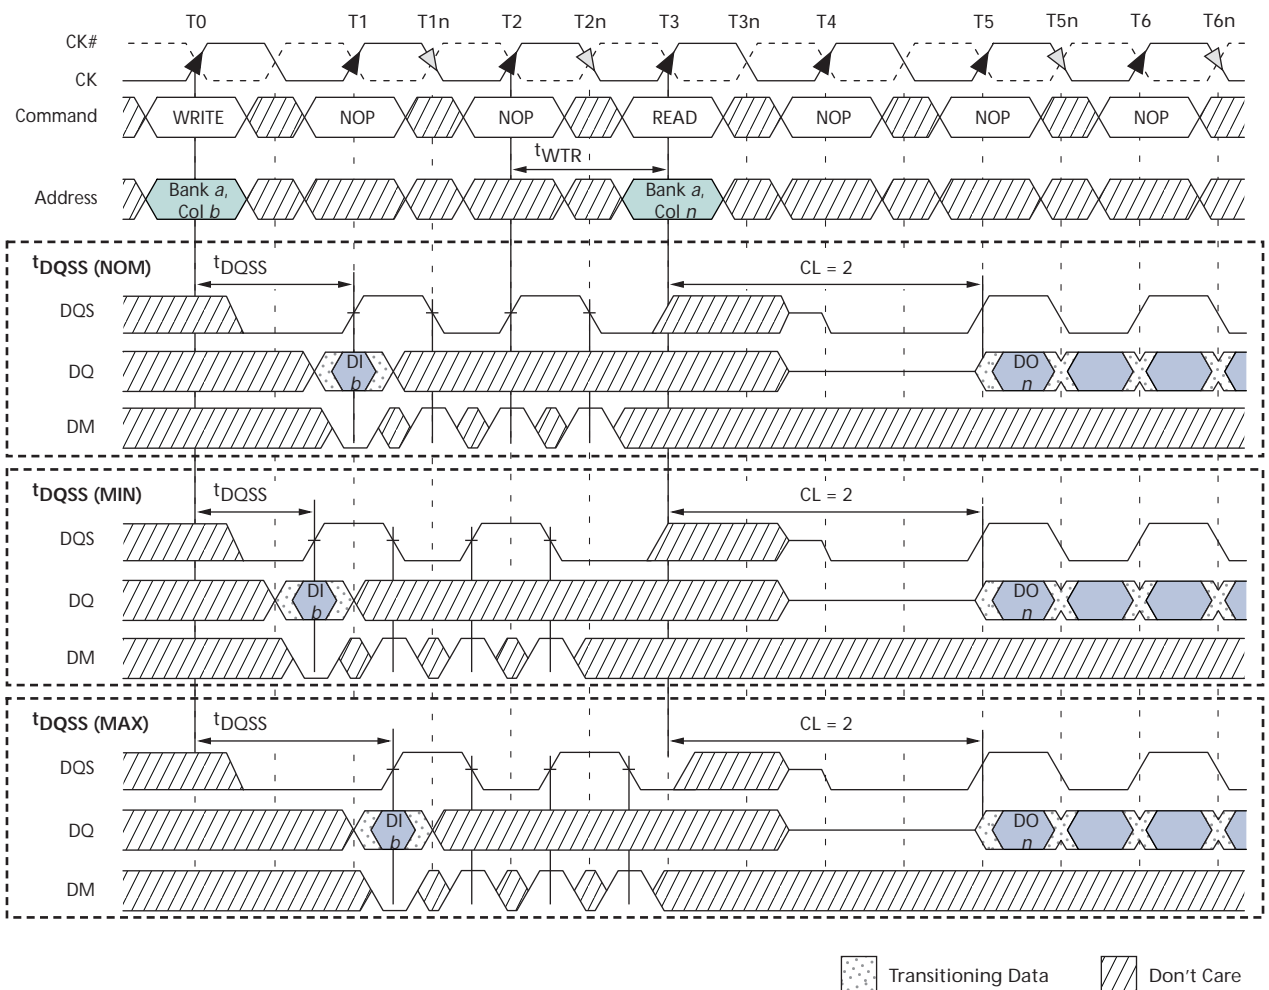 T0 T1 T1n T2 T2n T3 T3n T4 T5 T5n T6 T6n
CK#
CK
Command WRITE NOP NOP READ NOP NOP NOP
tWTR
Address Bank a, Col b Bank a, Col n
tDQSS (NOM) tDQSS CL = 2
DQS
DQ DI b DO n
DM
tDQSS (MIN) tDQSS CL = 2
DQS
DQ DI b DO n
DM
tDQSS (MAX) tDQSS CL = 2
DQS
DQ DI b DO n
DM
Transitioning Data Don't Care